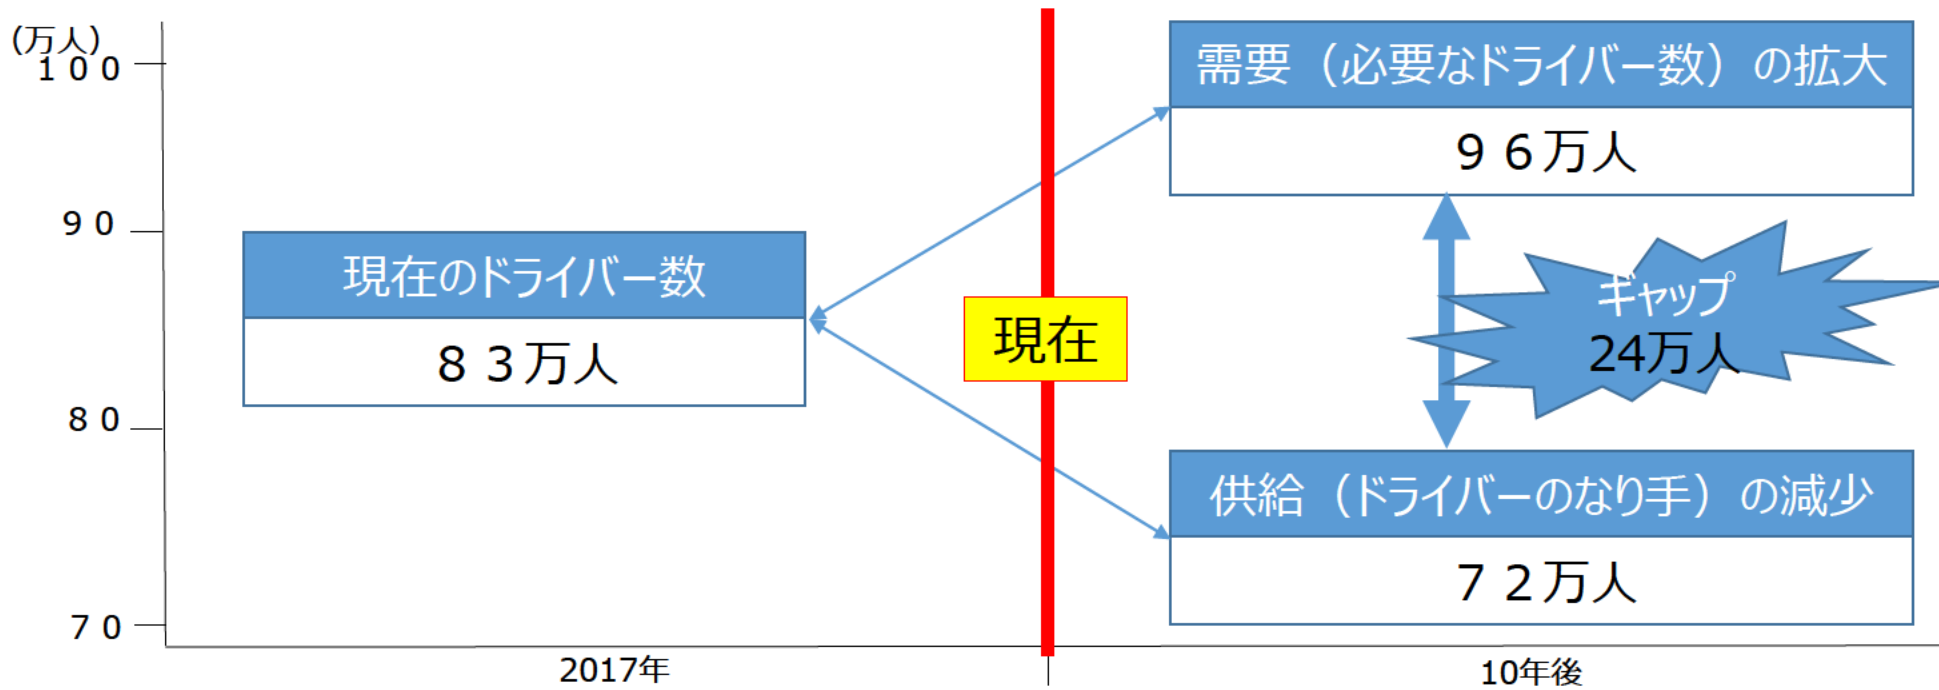 (万人)
１００
９０
８０
７０
現在のドライバー数
８３万人
現在
需要（必要なドライバー数）の拡大
９６万人
ギャップ
24万人
供給（ドライバーのなり手）の減少
７２万人
2017年
10年後